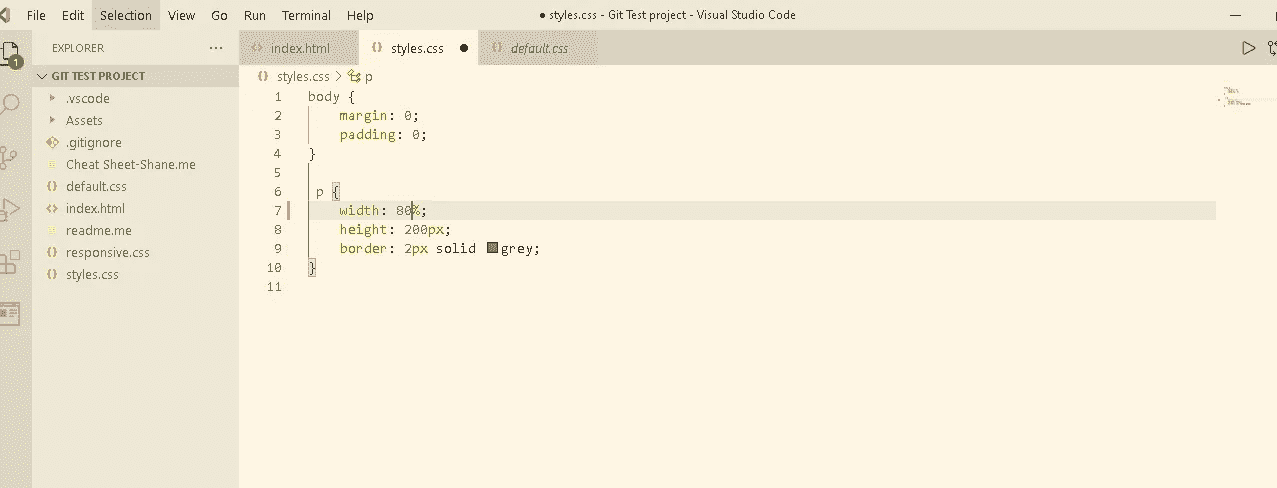 File Edit Selection View Go Run Terminal Help ● styles.css - Git Test project - Visual Studio Code
EXPLORER ···
index.html styles.css ● default.css
1
GIT TEST PROJECT
styles.css > p
.vscode
Assets
.gitignore
Cheat Sheet-Shane.me
default.css
index.html
readme.me
responsive.css
styles.css
1 body {
2 margin: 0;
3 padding: 0;
4 }
5
6 p {
7 width: 80%;
8 height: 200px;
9 border: 2px solid grey;
10 }
11